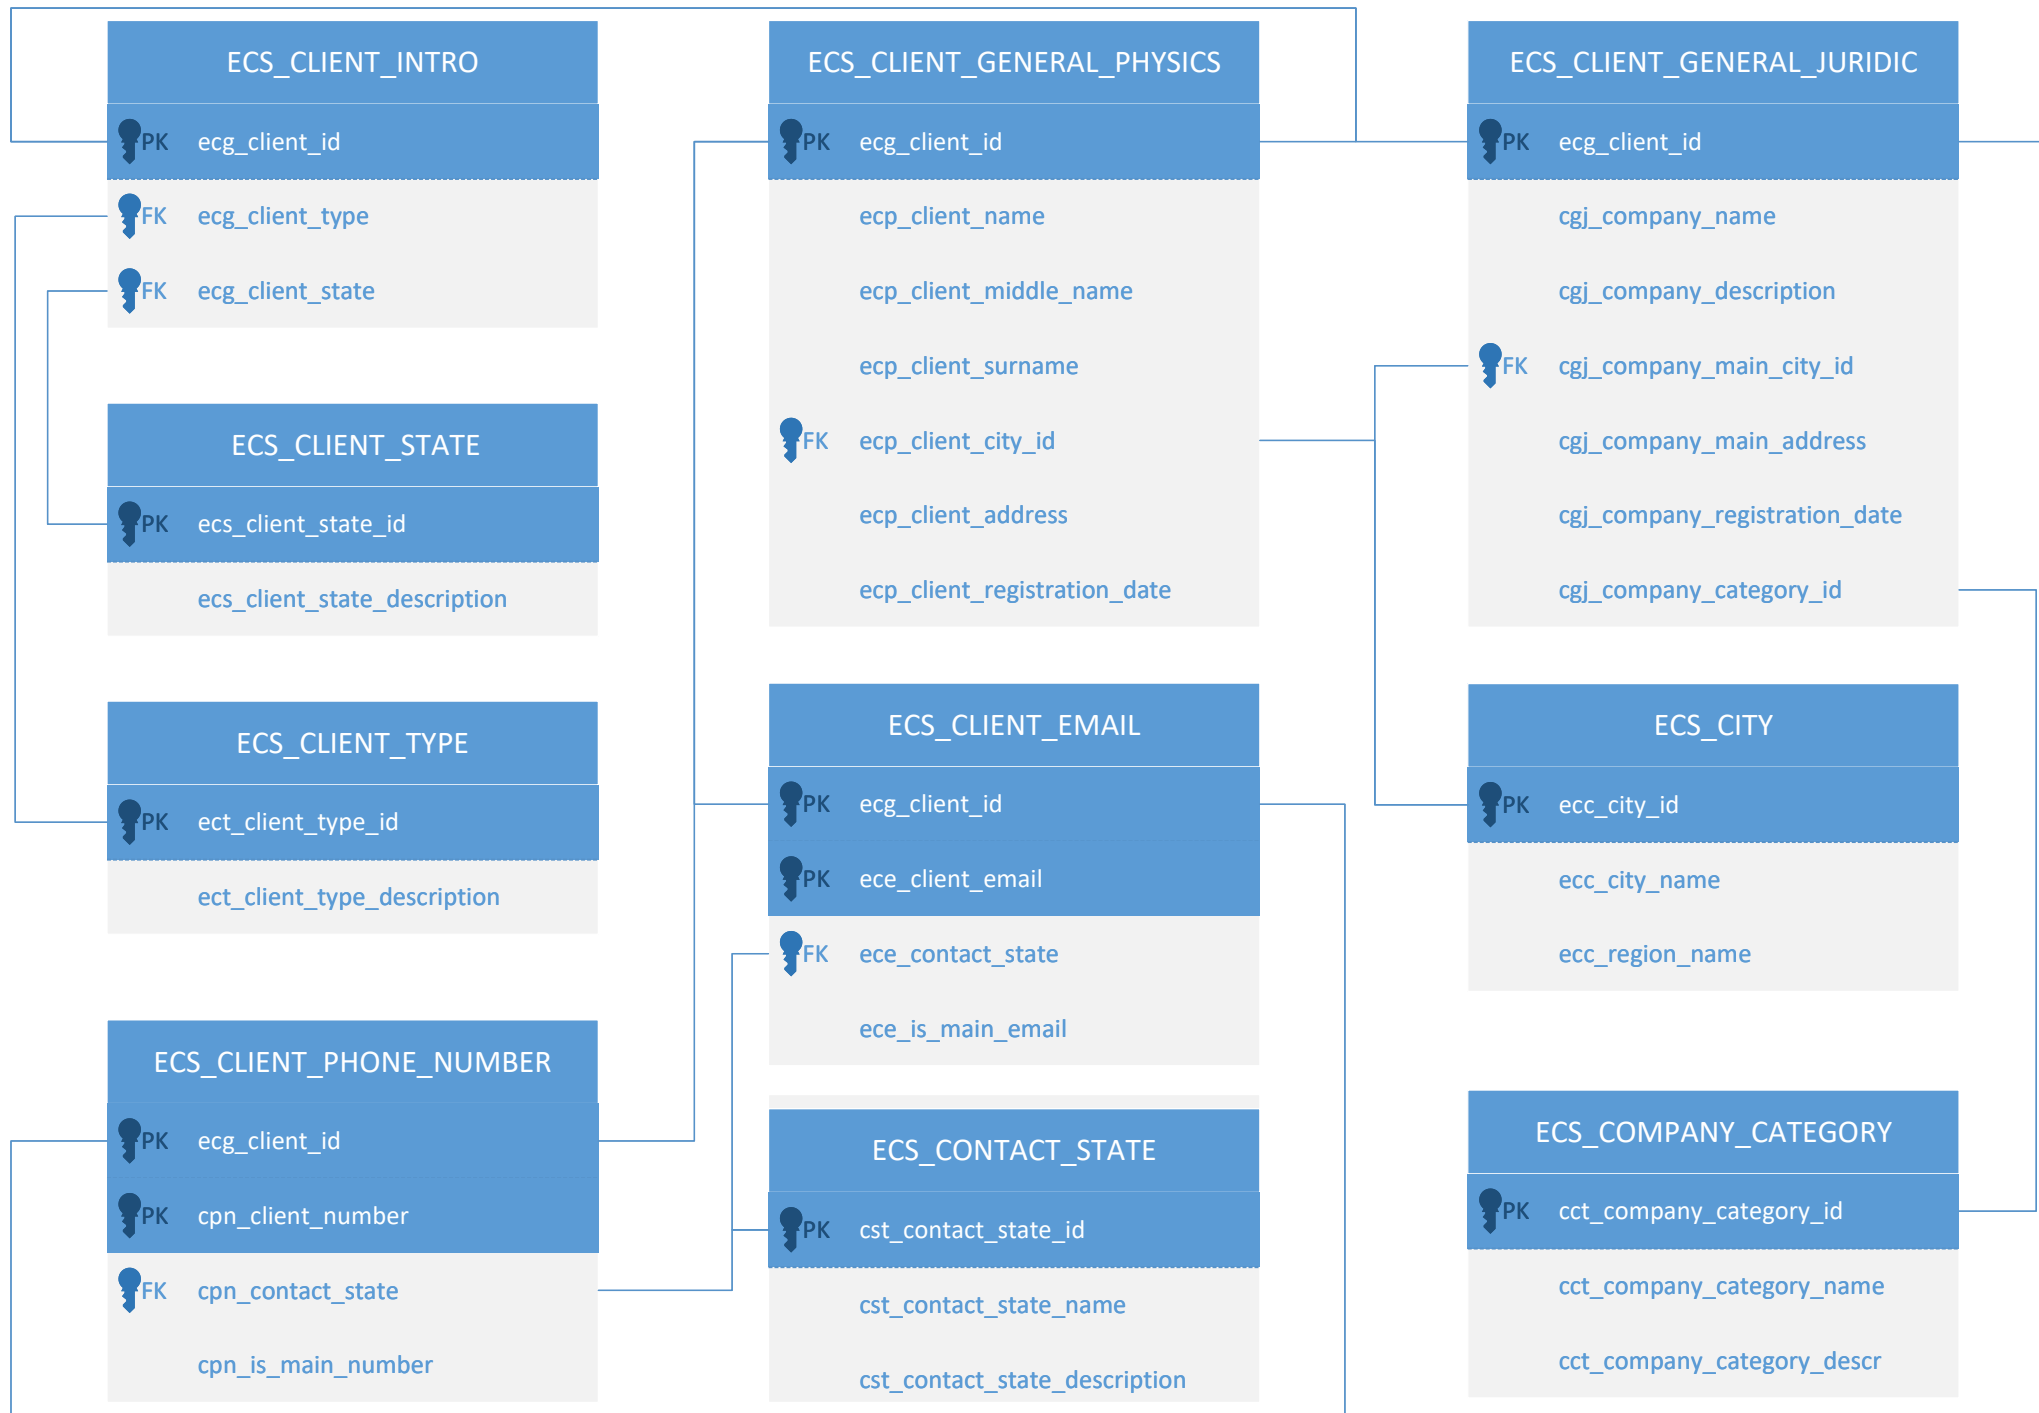 ECS_CLIENT_INTRO
PK ecg_client_id
FK ecg_client_type
FK ecg_client_state
ECS_CLIENT_STATE
PK ecs_client_state_id
ecs_client_state_description
ECS_CLIENT_TYPE
PK ect_client_type_id
ect_client_type_description
ECS_CLIENT_PHONE_NUMBER
PK ecg_client_id
PK cpn_client_number
FK cpn_contact_state
cpn_is_main_number
ECS_CLIENT_GENERAL_PHYSICS
PK ecg_client_id
ecp_client_name
ecp_client_middle_name
ecp_client_surname
FK ecp_client_city_id
ecp_client_address
ecp_client_registration_date
ECS_CLIENT_EMAIL
PK ecg_client_id
PK ece_client_email
FK ece_contact_state
ece_is_main_email
ECS_CONTACT_STATE
PK cst_contact_state_id
cst_contact_state_name
cst_contact_state_description
ECS_CLIENT_GENERAL_JURIDIC
PK ecg_client_id
cgj_company_name
cgj_company_description
FK cgj_company_main_city_id
cgj_company_main_address
cgj_company_registration_date
cgj_company_category_id
ECS_CITY
PK ecc_city_id
ecc_city_name
ecc_region_name
ECS_COMPANY_CATEGORY
PK cct_company_category_id
cct_company_category_name
cct_company_category_descr